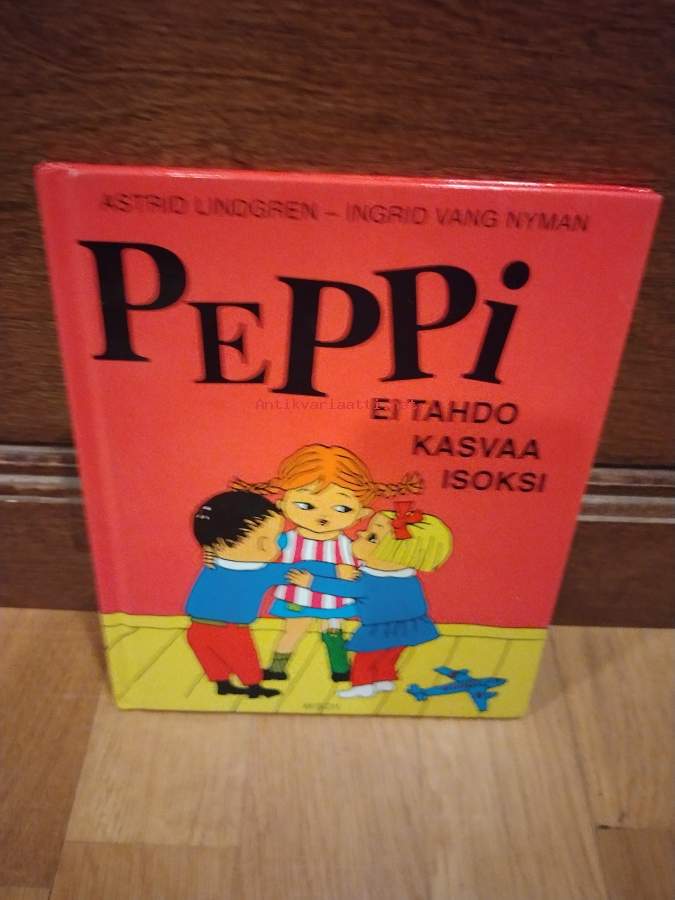 ASTRID LINDGREN – INGRID VANG NYMAN
PEPPi
EI TAHDO
KASVAA
ISOKSI